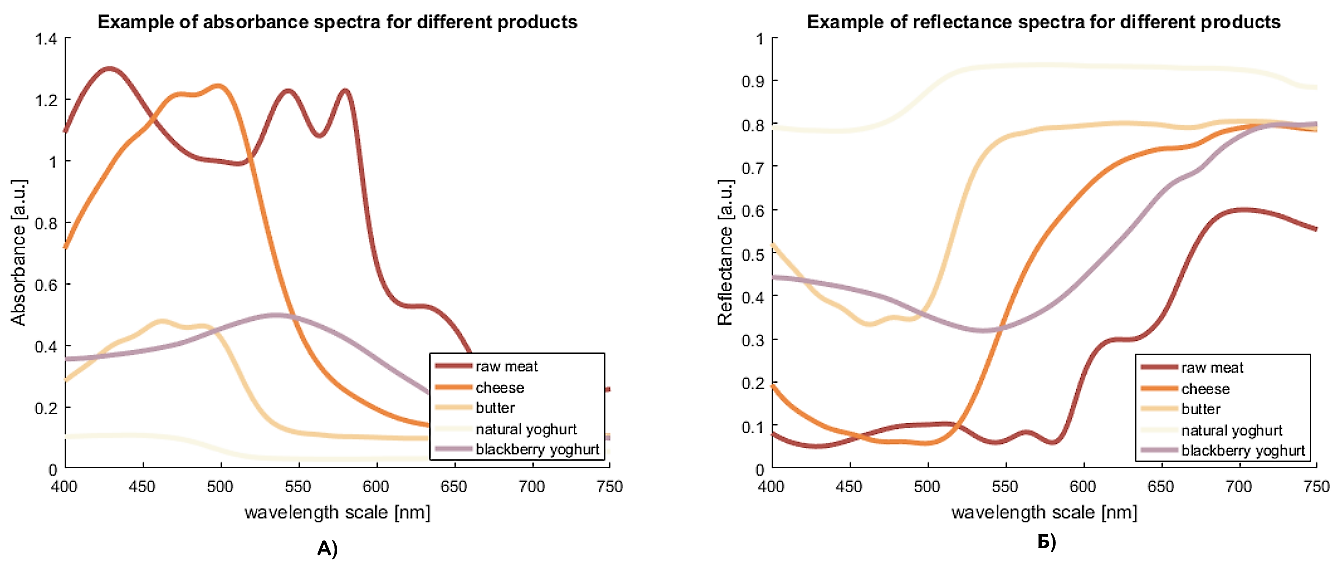 Example of absorbance spectra for different products
1.4
1.2
1
0.8
0.6
0.4
0.2
0
Absorbance [a.u.]
400
450
500
550
600
650
700
750
wavelength scale [nm]
raw meat
cheese
butter
natural yoghurt
blackberry yoghurt
А)
Example of reflectance spectra for different products
1
0.9
0.8
0.7
0.6
0.5
0.4
0.3
0.2
0.1
0
Reflectance [a.u.]
400
450
500
550
600
650
700
750
wavelength scale [nm]
raw meat
cheese
butter
natural yoghurt
blackberry yoghurt
Б)